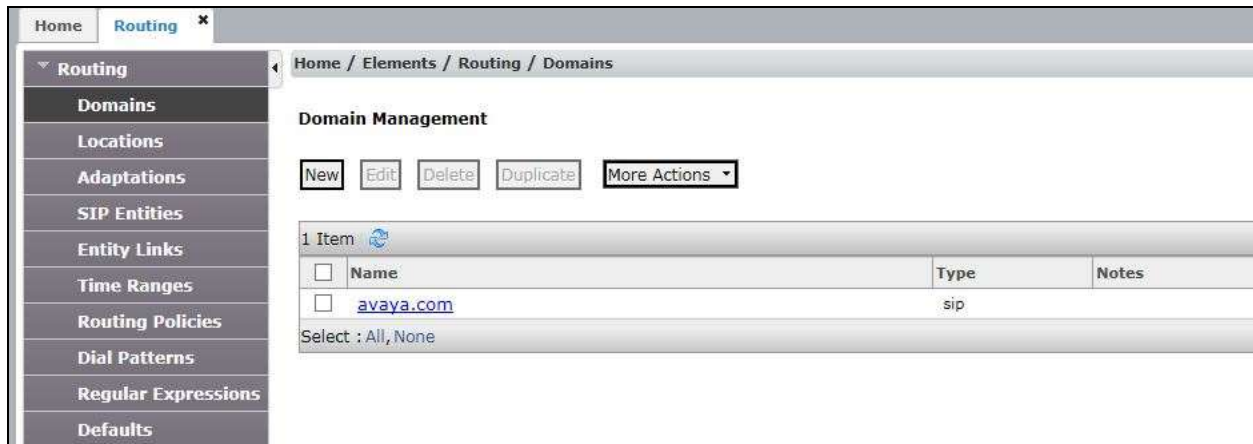 Home
Routing ×
Routing
Domains
Locations
Adaptations
SIP Entities
Entity Links
Time Ranges
Routing Policies
Dial Patterns
Regular Expressions
Defaults
Home / Elements / Routing / Domains
Domain Management
New Edit Delete Duplicate More Actions
1 Item
Name Type Notes
avaya.com sip
Select : All, None